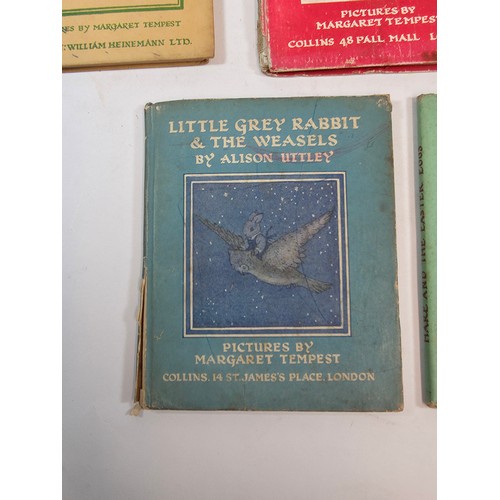 RES BY MARGARET TEMPEST
T: WILLIAM HEINEMANN LTD.
PICTURES BY
MARGARET TEMPEST
COLLINS 48 PALL MALL LO
LITTLE GREY RABBIT
& THE WEASELS
BY ALISON UTTLEY
PICTURES BY
MARGARET TEMPEST
COLLINS. 14 ST. JAMES'S PLACE. LONDON
HARE AND THE EASTER EGGS